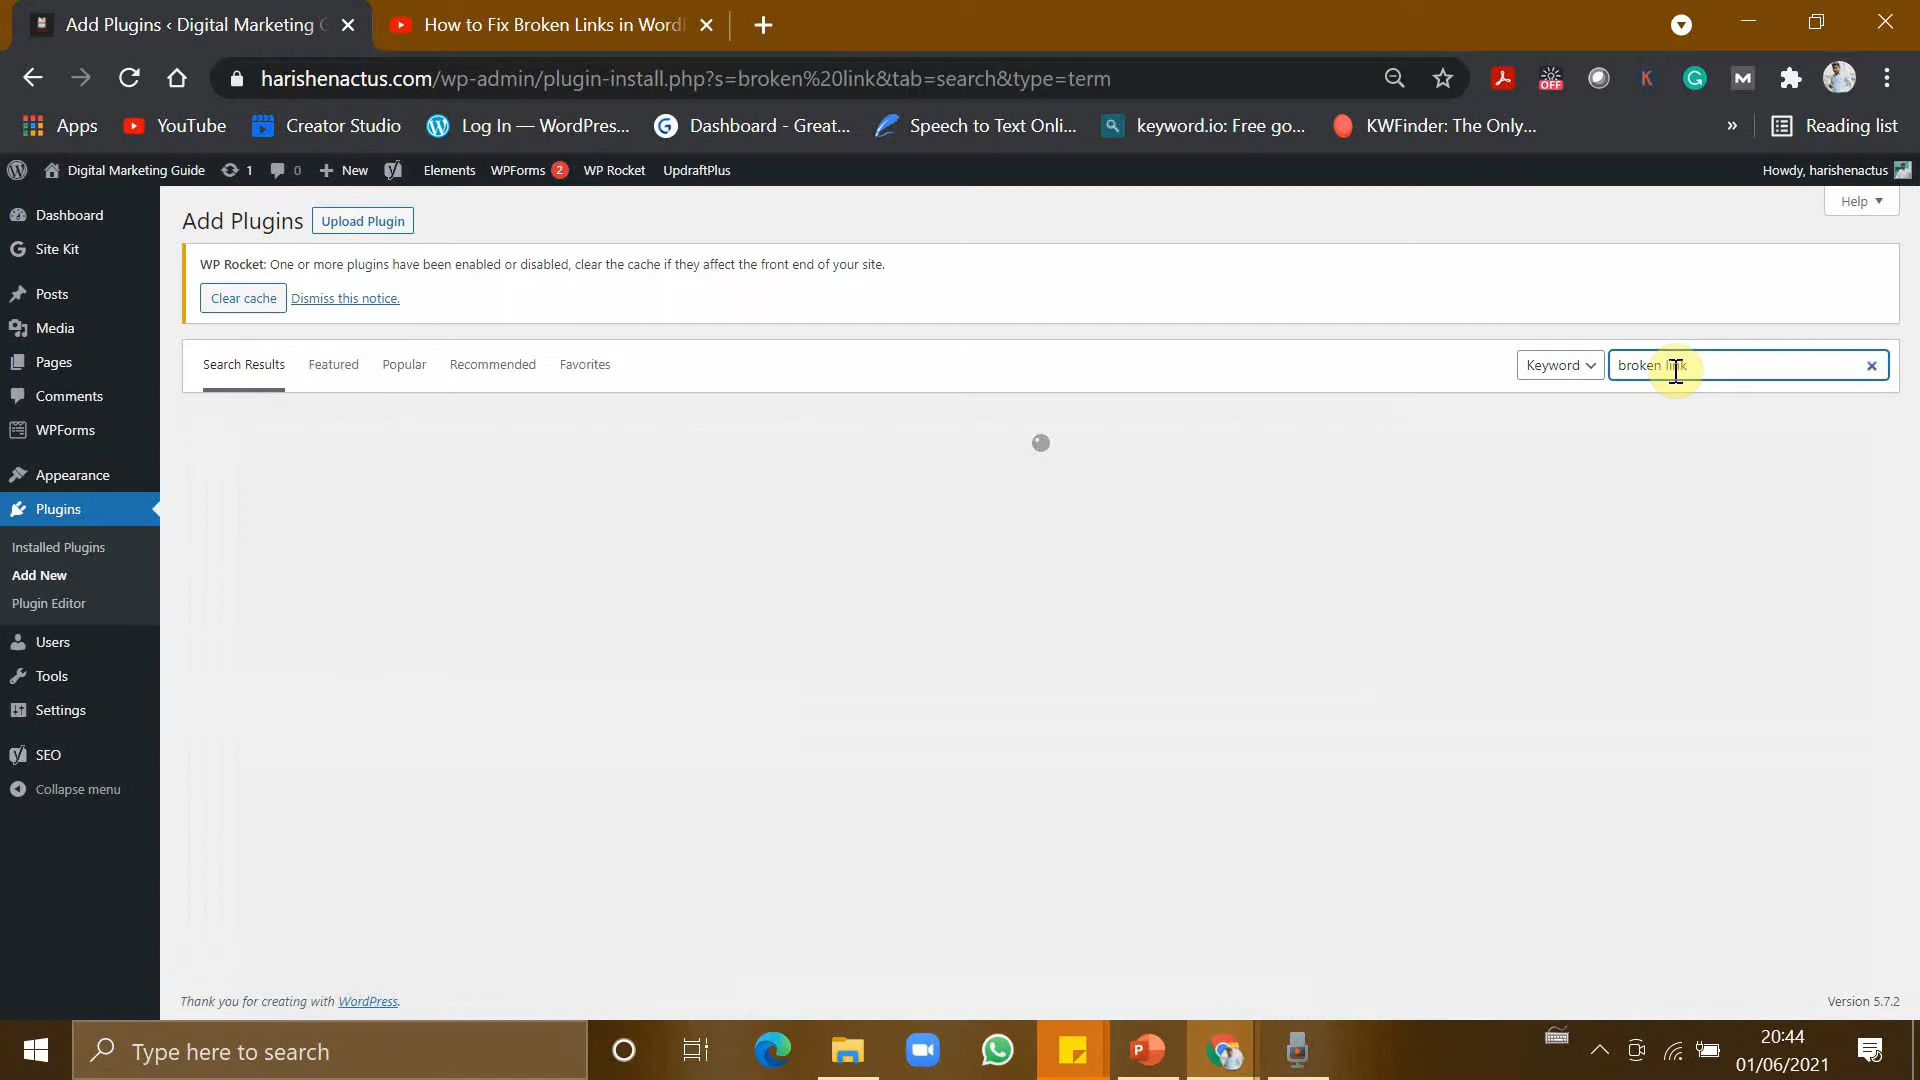 Add Plugins ‹ Digital Marketing G
How to Fix Broken Links in Word
harishenactus.com/wp-admin/plugin-install.php?s=broken%20link&tab=search&type=term
OFF
K
G
M
Apps
YouTube
Creator Studio
Log In — WordPress...
Dashboard - Great...
Speech to Text Onli...
keyword.io: Free go...
KWFinder: The Only...
»
Reading list
Digital Marketing Guide
1
0
New
Elements
WPForms 2
WP Rocket
UpdraftPlus
Howdy, harishenactus
Dashboard
Site Kit
Posts
Media
Pages
Comments
WPForms
Appearance
Plugins
Installed Plugins
Add New
Plugin Editor
Users
Tools
Settings
SEO
Collapse menu
Help
Add Plugins
Upload Plugin
WP Rocket: One or more plugins have been enabled or disabled, clear the cache if they affect the front end of your site.
Clear cache
Dismiss this notice.
Search Results
Featured
Popular
Recommended
Favorites
Keyword
broken link
Thank you for creating with WordPress.
Version 5.7.2
Type here to search
20:44
01/06/2021